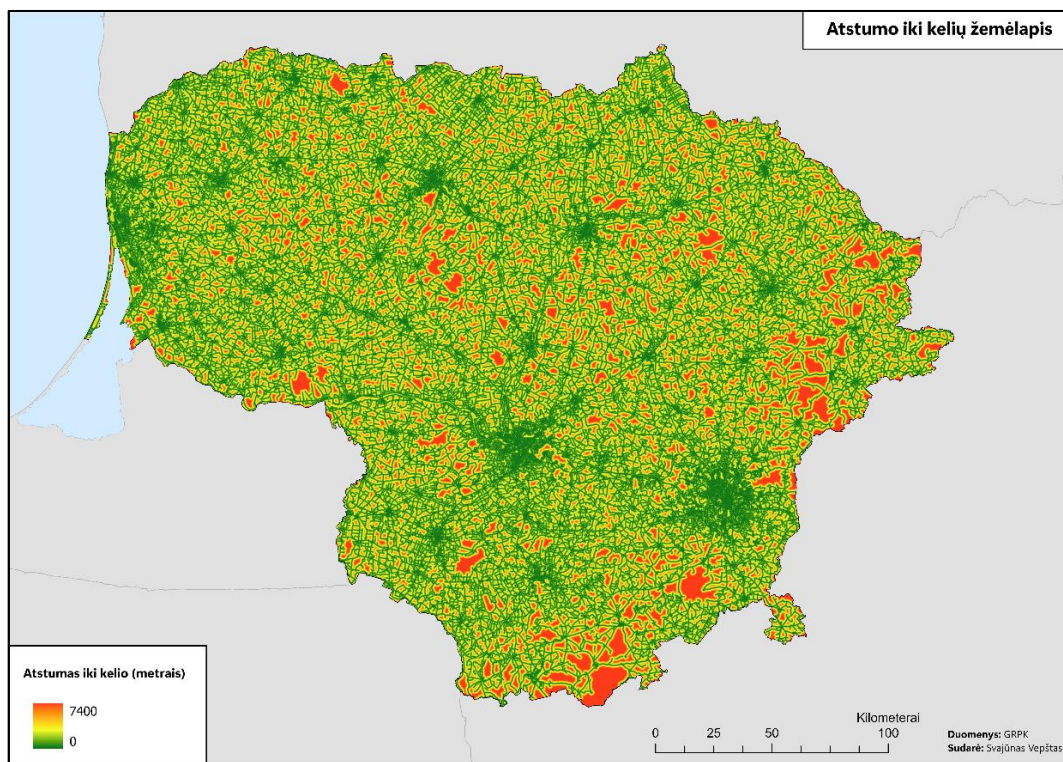 Atstumo iki kelių žemėlapis
Atstumas iki kelio (metrais)
7400
0
Kilometerai
0 25 50 100
Duomenys: GRPK
Sudarė: Svajūnas Vepštas